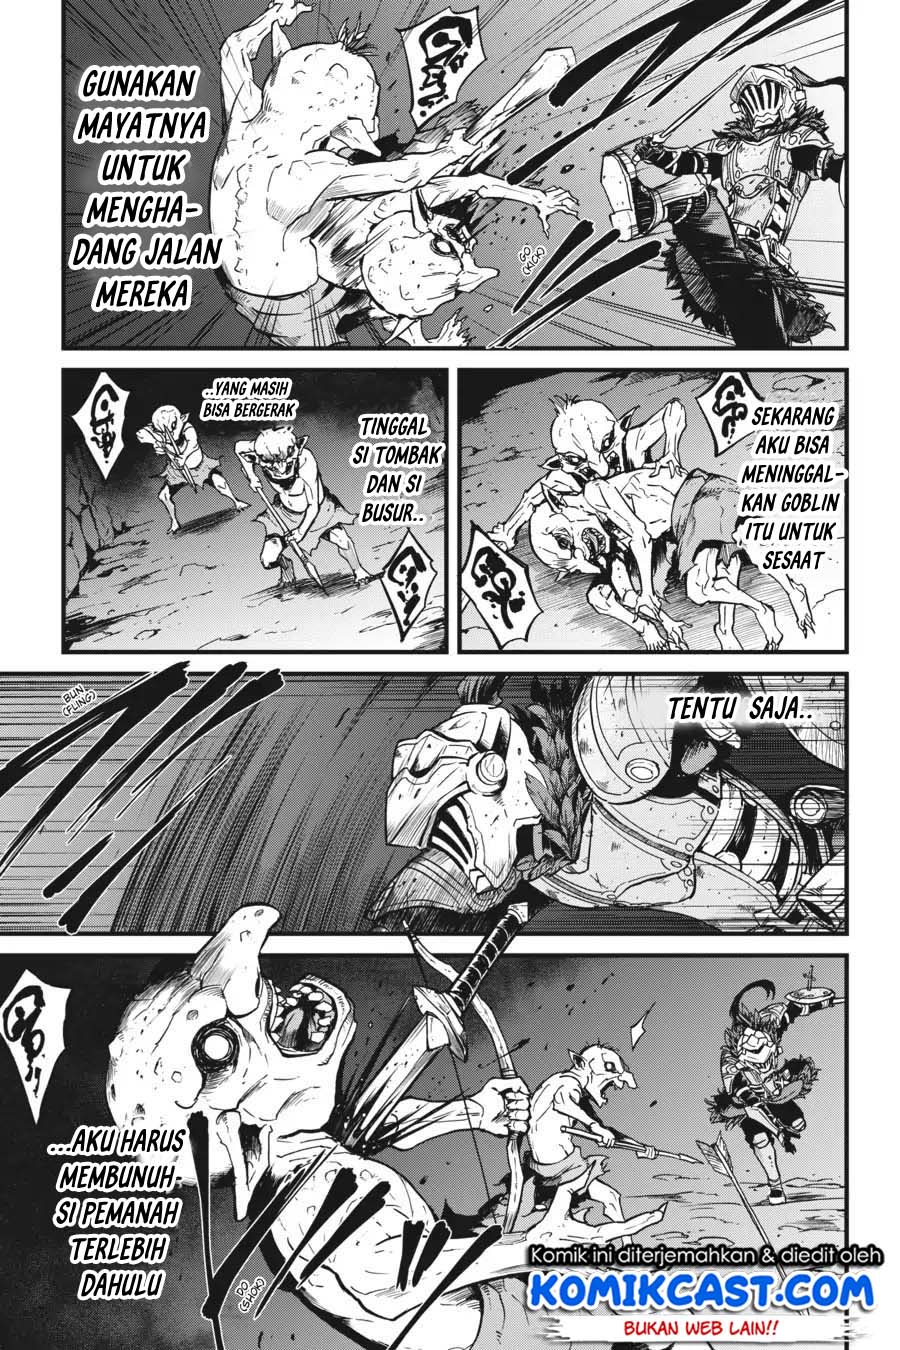 GUNAKAN
MAYATNYA
UNTUK
MENGHA-
DANG JALAN
MEREKA
GO
(KICK)
SEKARANG
AKU BISA
MENINGGAL-
KAN GOBLIN
ITU UNTUK
SESAAT
TINGGAL
SI TOMBAK
DAN SI
BUSUR..
..YANG MASIH
BISA BERGERAK
TENTU SAJA..
BUN
(FLING)
...AKU HARUS
MEMBUNUH-
SI PEMANAH
TERLEBIH
DAHULU
DO
(SHOK)
Komik ini diterjemahkan & diedit oleh
KOMIKCAST.COM
BUKAN WEB LAIN!!